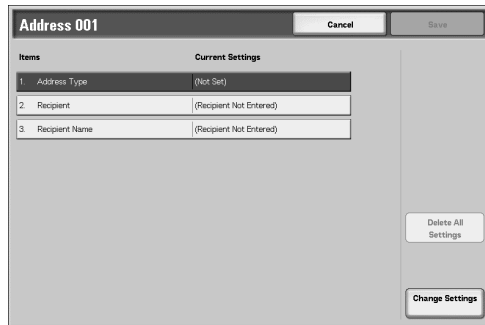 Address 001
Cancel
Save
Items Current Settings
1. Address Type (Not Set)
2. Recipient (Recipient Not Entered)
3. Recipient Name (Recipient Not Entered)
Delete All
Settings
Change Settings